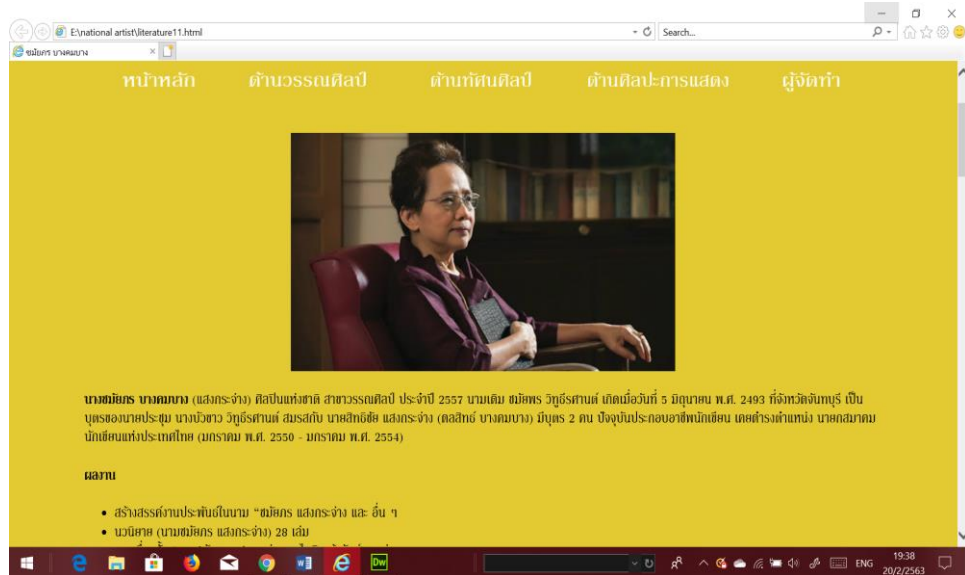 E:\national artist\literature11.html
Search...
ชมัยภร บางคมบาง
หน้าหลัก ด้านวรรณศิลป์ ด้านทัศนศิลป์ ด้านศิลปะการแสดง ผู้จัดทำ
นางชมัยภร บางคมบาง (แสงกระจ่าง) ศิลปินแห่งชาติ สาขาวรรณศิลป์ ประจำปี 2557 นามเดิม ชมัยพร วิทูธีรศานต์ เกิดเมื่อวันที่ 5 มิถุนายน พ.ศ. 2493 ที่จังหวัดจันทบุรี เป็น
บุตรของนายประชุม นางบัวขาว วิทูธีรศานต์ สมรสกับ นายสิทธิชัย แสงกระจ่าง (ดลสิทธ์ บางคมบาง) มีบุตร 2 คน ปัจจุบันประกอบอาชีพนักเขียน เคยดำรงตำแหน่ง นายกสมาคม
นักเขียนแห่งประเทศไทย (มกราคม พ.ศ. 2550 - มกราคม พ.ศ. 2554)
ผลงาน
สร้างสรรค์งานประพันธ์ในนาม "ชมัยภร แสงกระจ่าง และ อื่น ๆ
นวนิยาย (นามชมัยภร แสงกระจ่าง) 28 เล่ม
Dw
ENG
19:38
20/2/2563